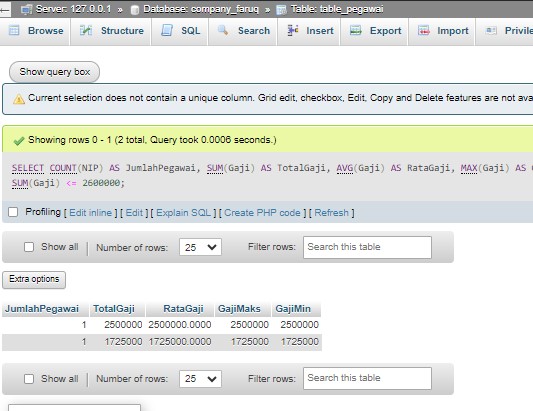 Server: 127.0.0.1 » Database: company_faruq » Table: table_pegawai
Browse Structure SQL Search Insert Export Import
Show query box
Current selection does not contain a unique column. Grid edit, checkbox, Edit, Copy and Delete features are not
Showing rows 0 - 1 (2 total, Query took 0.0006 seconds.)
SELECT COUNT(NIP) AS JumlahPegawai, SUM(Gaji) AS TotalGaji, AVG(Gaji) AS RataGaji, MAX(Gaji) AS
SUM(Gaji) <= 2600000;
Profiling [ Edit inline ] [ Edit ] [ Explain SQL ] [ Create PHP code ] [ Refresh ]
Show all Number of rows: 25 Filter rows: Search this table
Extra options
JumlahPegawai TotalGaji RataGaji GajiMaks GajiMin
1 2500000 2500000.0000 2500000 2500000
1 1725000 1725000.0000 1725000 1725000
Show all Number of rows: 25 Filter rows: Search this table